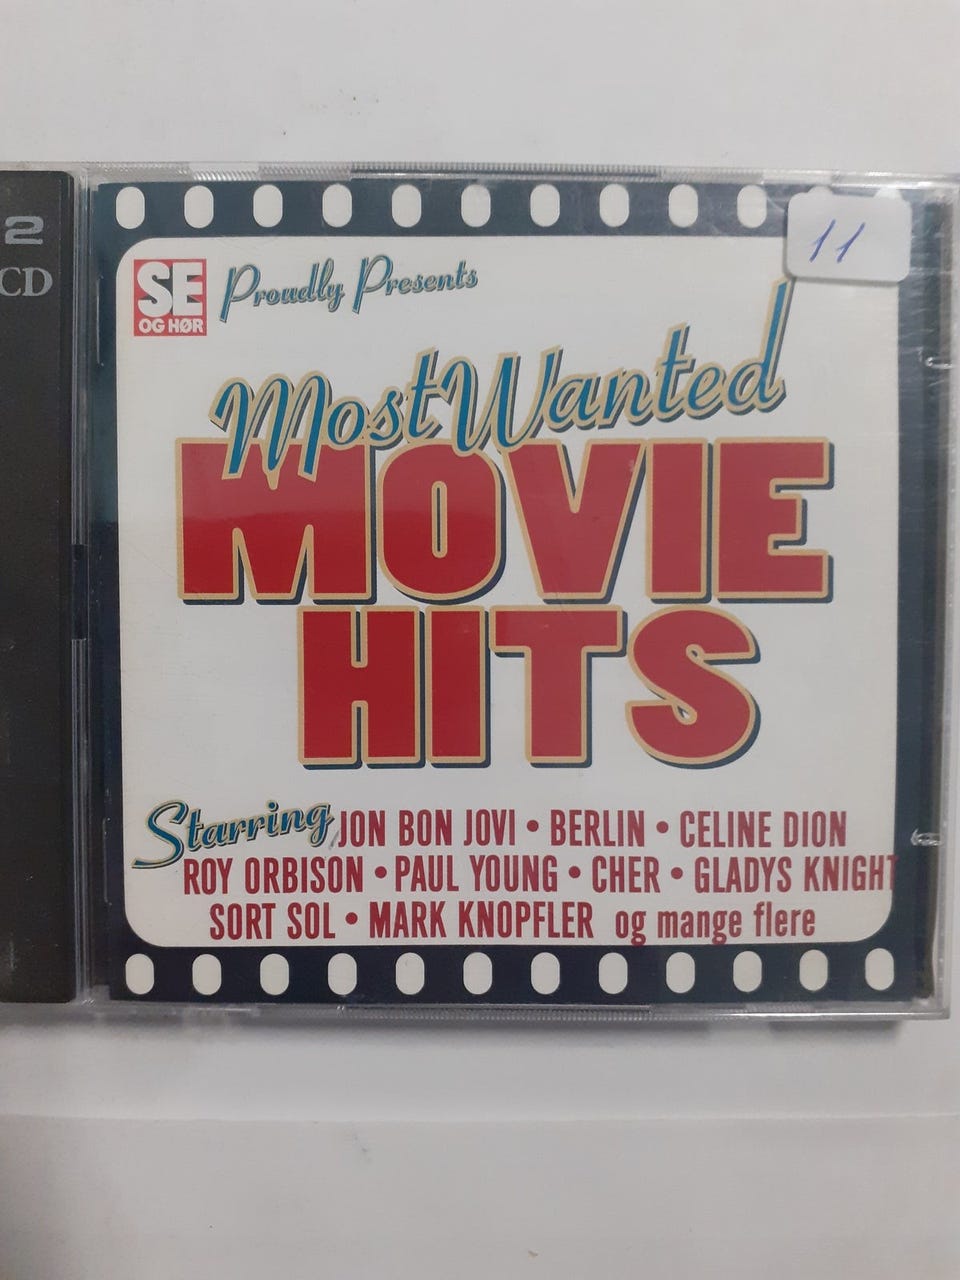 2
CD
11
SE
OG HØR
Proudly Presents
Most Wanted
MOVIE
HITS
Starring JON BON JOVI • BERLIN • CELINE DION
ROY ORBISON • PAUL YOUNG • CHER • GLADYS KNIGHT
SORT SOL • MARK KNOPFLER og mange flere